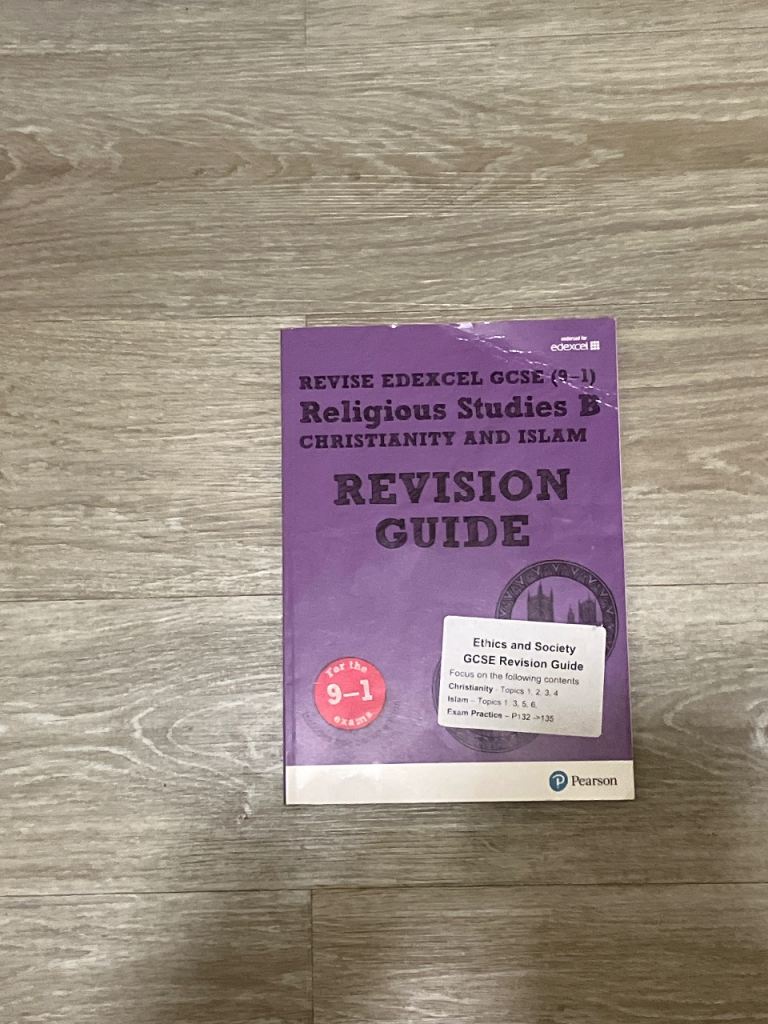 endorsed for
edexcel
REVISE EDEXCEL GCSE (9–1)
Religious Studies B
CHRISTIANITY AND ISLAM
REVISION
GUIDE
For the
9–1
exams
Ethics and Society
GCSE Revision Guide
Focus on the following contents
Christianity - Topics 1, 2, 3, 4
Islam – Topics 1, 3, 5, 6,
Exam Practice – P132 ->135
Pearson